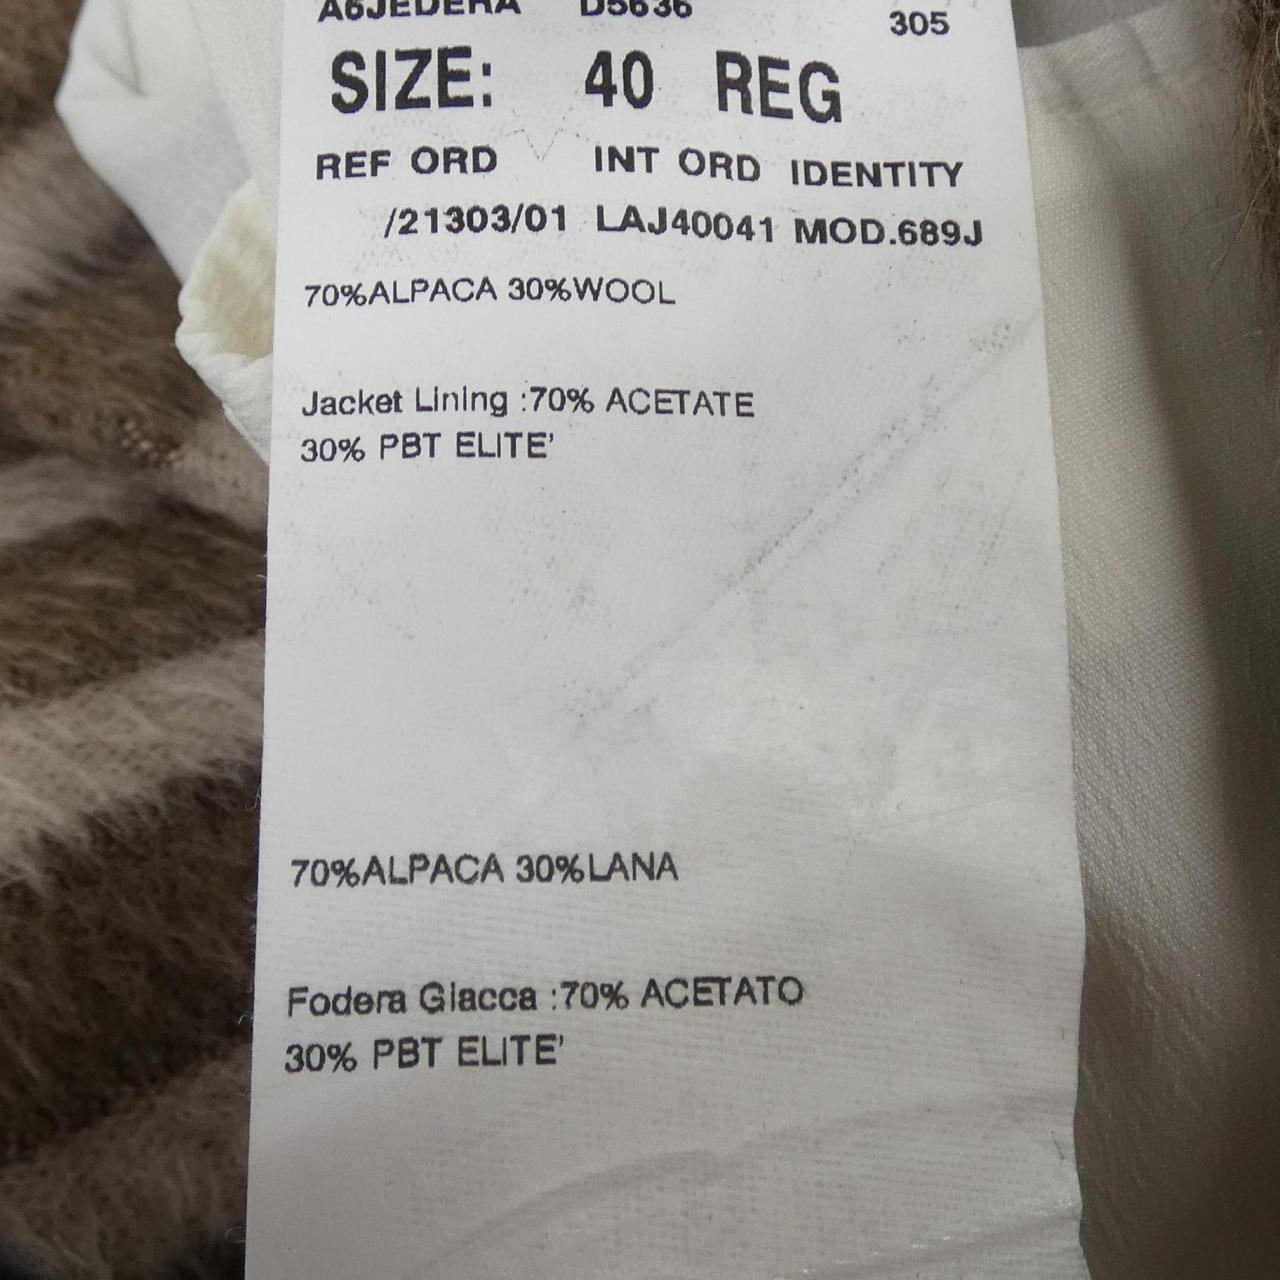 A6JEDERA D5636 305
SIZE: 40 REG
REF ORD INT ORD IDENTITY
/21303/01 LAJ40041 MOD.689J
70%ALPACA 30%WOOL
Jacket Lining :70% ACETATE
30% PBT ELITE'
70%ALPACA 30%LANA
Fodera Giacca :70% ACETATO
30% PBT ELITE'